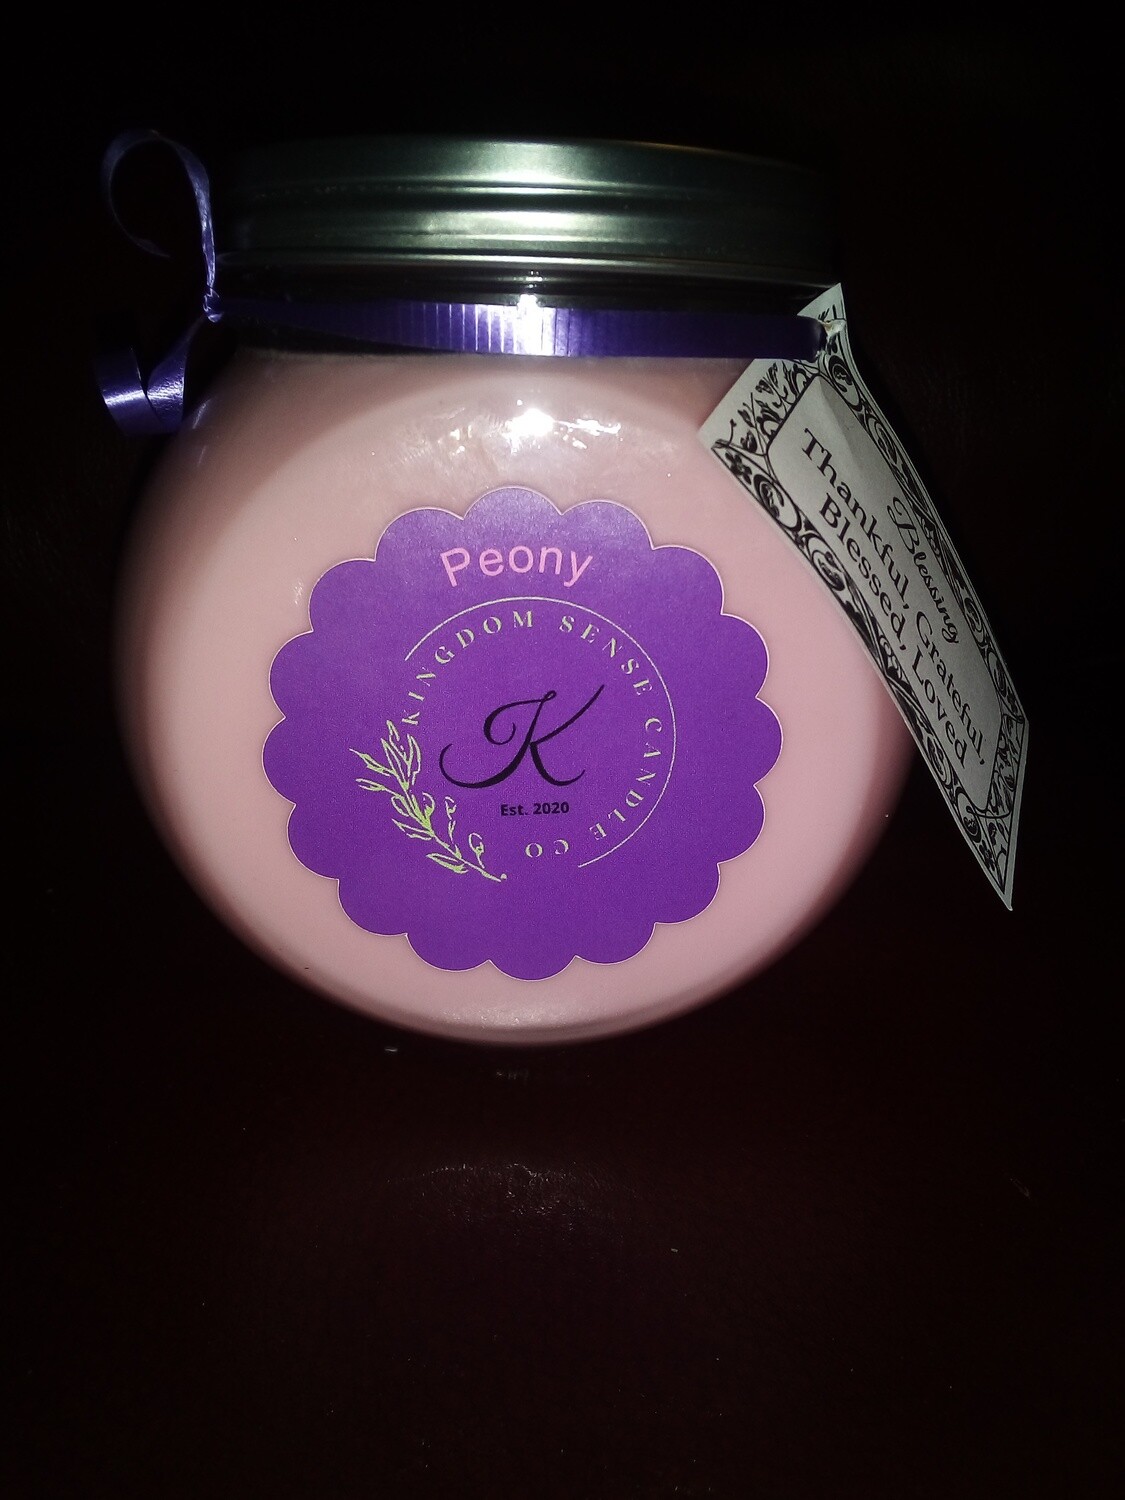 Peony
KINGDOM SENSE CANDLE CO
K
Est. 2020
Blessing
Thankful, Grateful,
Blessed, Loved